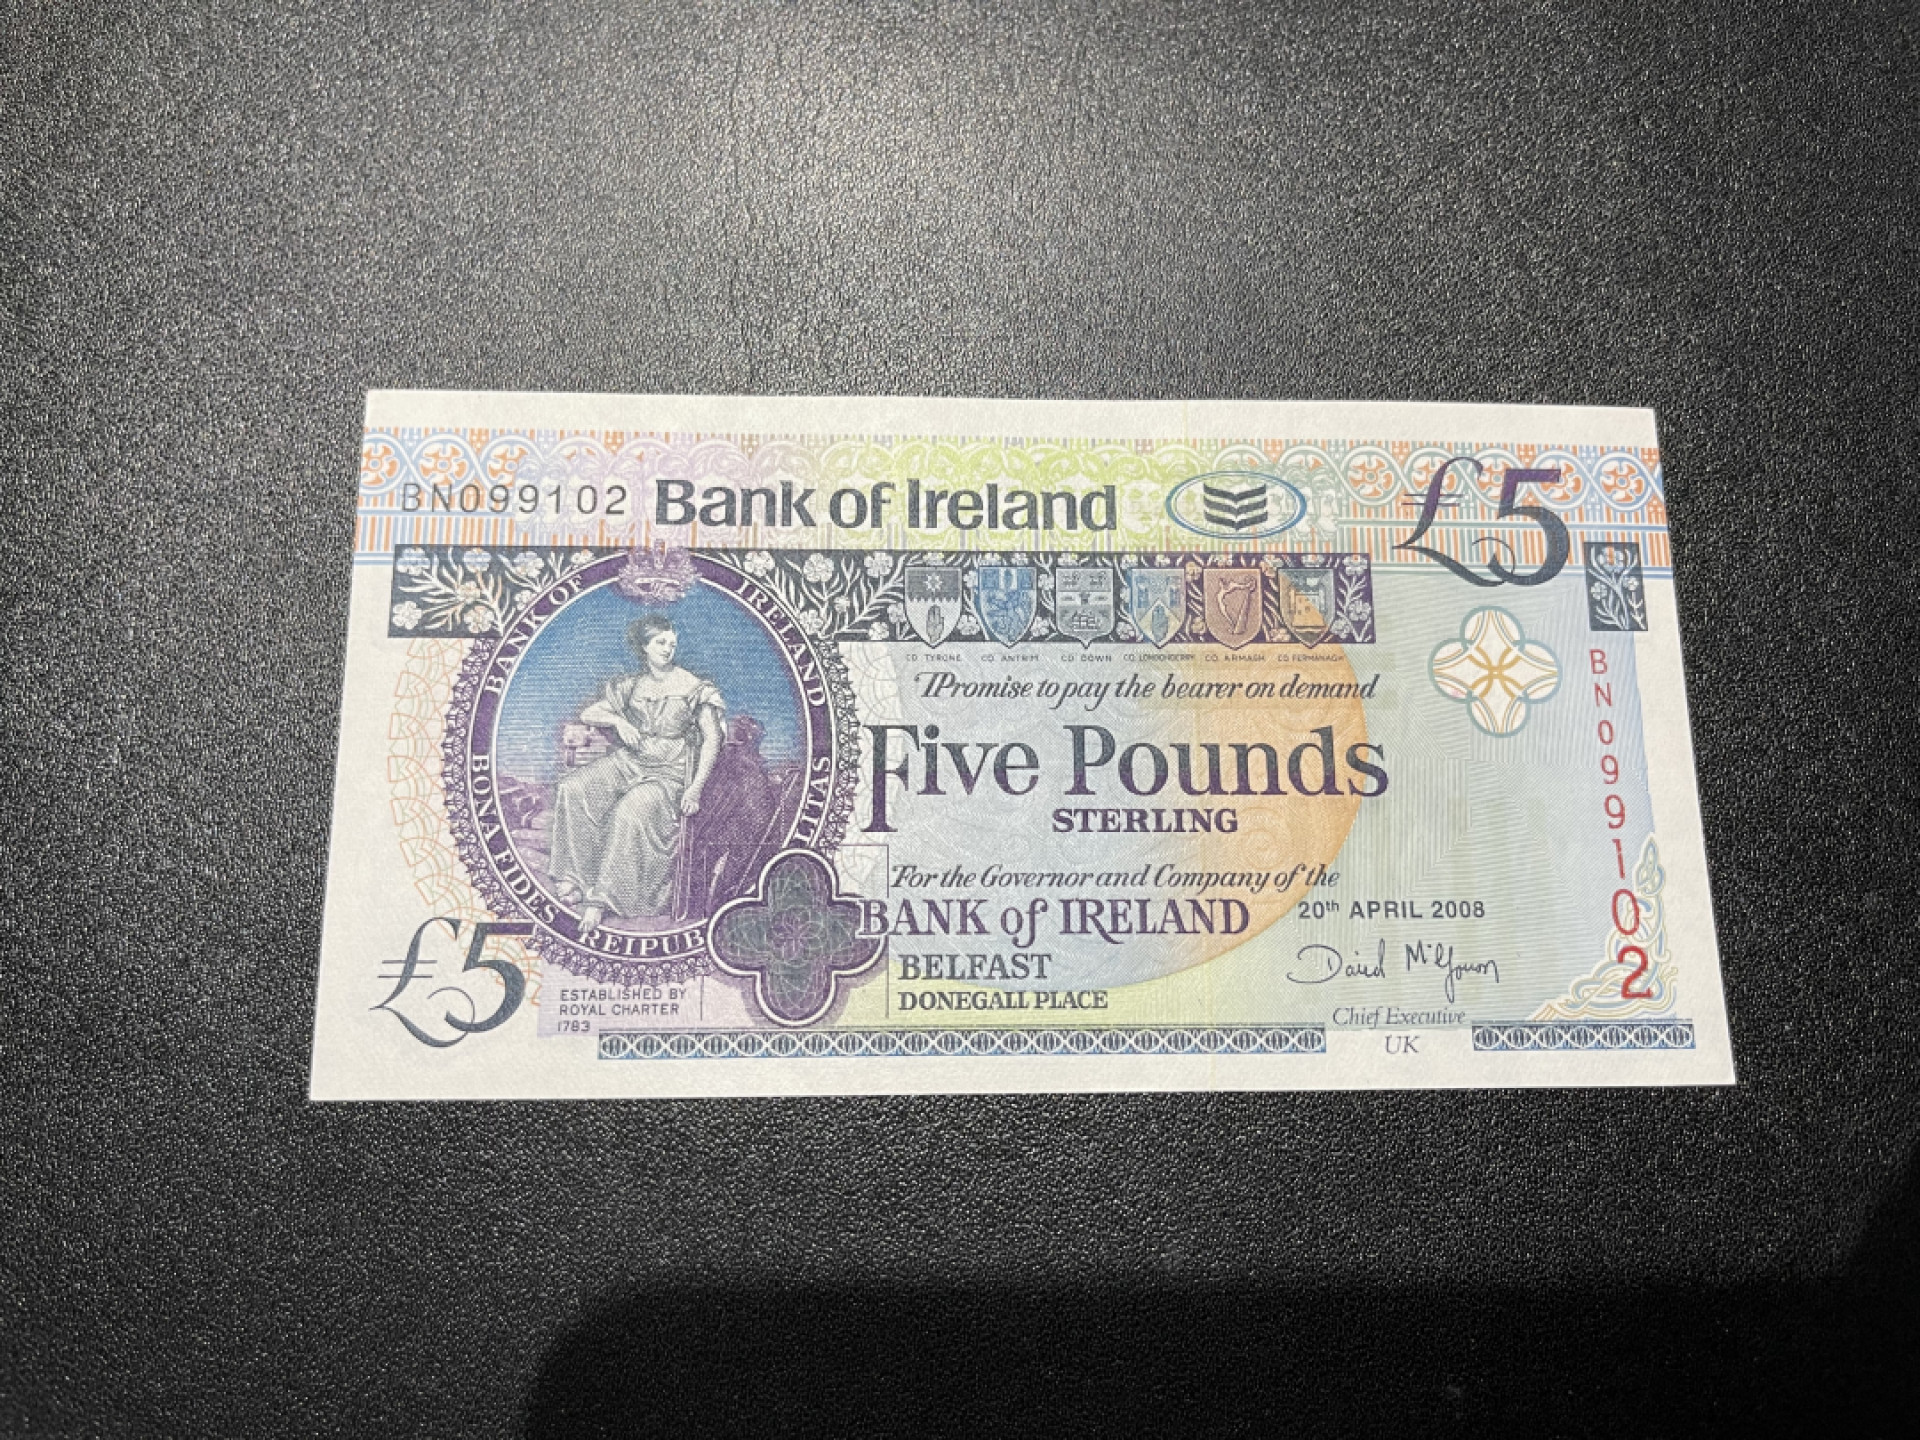 BN099102 Bank of Ireland £5
BANK OF IRELAND
BONA FIDES REIPUBLITAS
CO. TYRONE CO. ANTRIM CO. DOWN CO. LONDONDERRY CO. ARMAGH CO. FERMANAGH
I Promise to pay the bearer on demand
Five Pounds
STERLING
For the Governor and Company of the
BANK of IRELAND
BELFAST
DONEGALL PLACE
20th APRIL 2008
David McGowan
Chief Executive
UK
£5
ESTABLISHED BY
ROYAL CHARTER
1783
BN099102